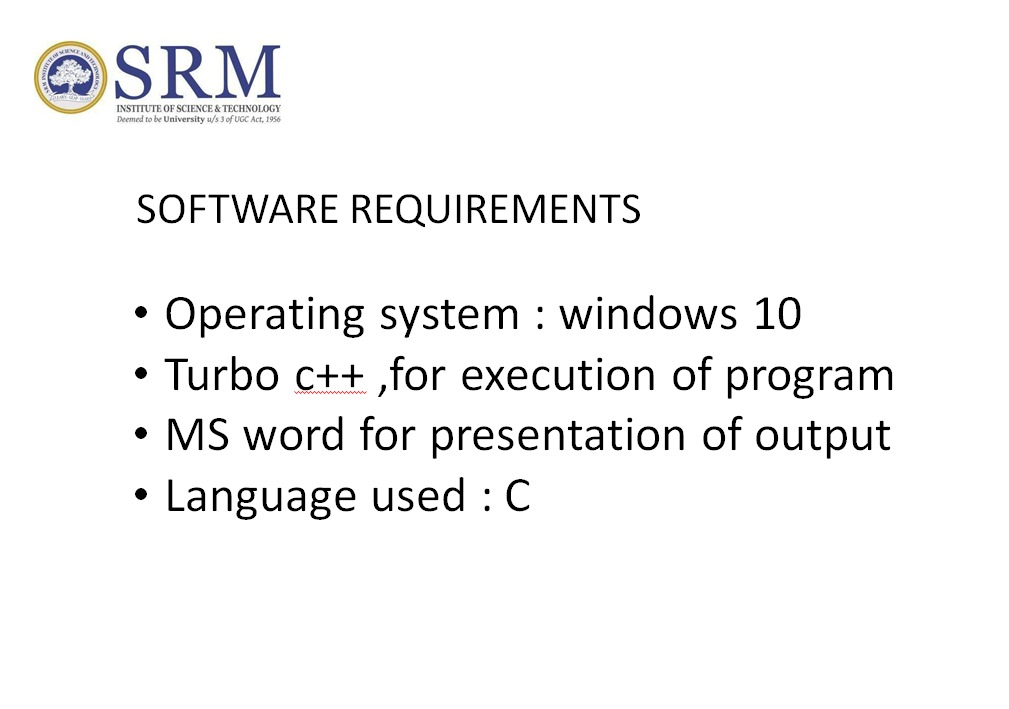 SRM
INSTITUTE OF SCIENCE & TECHNOLOGY
Deemed to be University u/s 3 of UGC Act, 1956
SOFTWARE REQUIREMENTS
• Operating system : windows 10
• Turbo c++ ,for execution of program
• MS word for presentation of output
• Language used : C